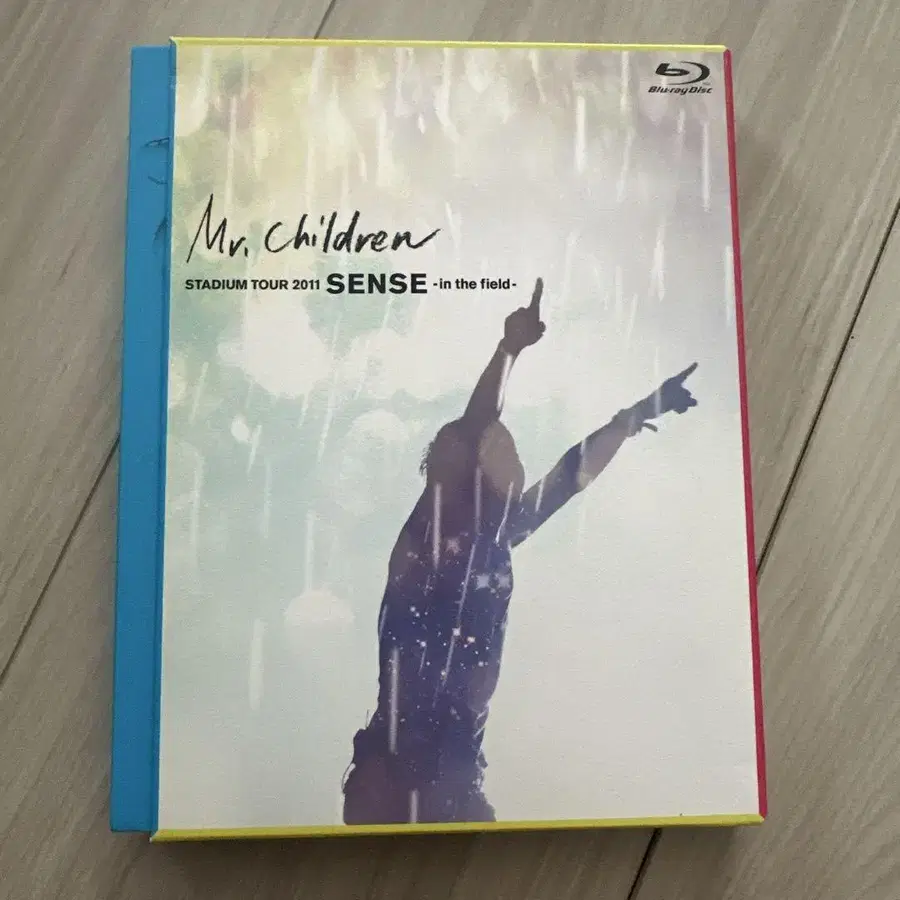 Blu-ray Disc
Mr. Children
STADIUM TOUR 2011 SENSE -in the field-